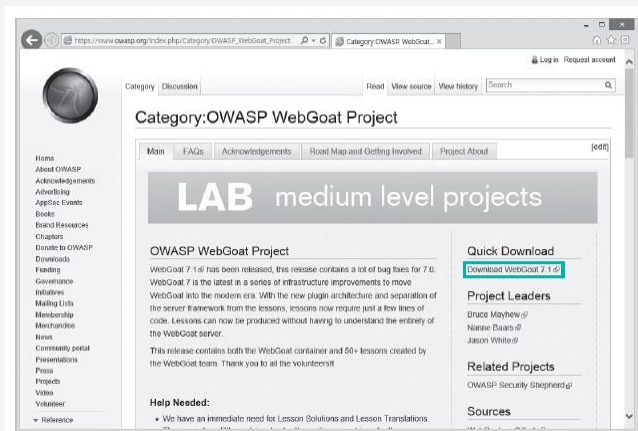 https://www.owasp.org/index.php/Category:OWASP_WebGoat_Project
Category:OWASP WebGoat...
Log in Request account
Category Discussion
Read View source View history Search
Category:OWASP WebGoat Project
Main FAQs Acknowledgements Road Map and Getting Involved Project About [edit]
LAB medium level projects
Home
About OWASP
Acknowledgements
Advertising
AppSec Events
Books
Brand Resources
Chapters
Donate to OWASP
Downloads
Funding
Governance
Initiatives
Mailing Lists
Membership
Merchandise
News
Community portal
Presentations
Press
Projects
Video
Volunteer
Reference
OWASP WebGoat Project
WebGoat 7.1 has been released, this release contains a lot of bug fixes for 7.0.
WebGoat 7 is the latest in a series of infrastructure improvements to move
WebGoat into the modern era. With the new plugin architecture and separation of
the server framework from the lessons, lessons now require just a few lines of
code. Lessons can now be produced without having to understand the entirety of
the WebGoat server.
This release contains both the WebGoat container and 50+ lessons created by
the WebGoat team. Thank you to all the volunteers!!
Help Needed:
• We have an immediate need for Lesson Solutions and Lesson Translations.
Quick Download
Download WebGoat 7.1
Project Leaders
Bruce Mayhew
Nanne Baars
Jason White
Related Projects
OWASP Security Shepherd
Sources